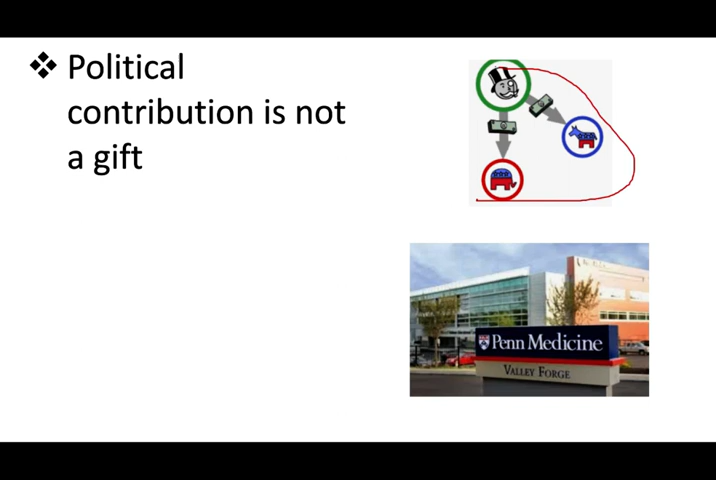 ❖ Political
contribution is not
a gift
Penn Medicine
VALLEY FORGE